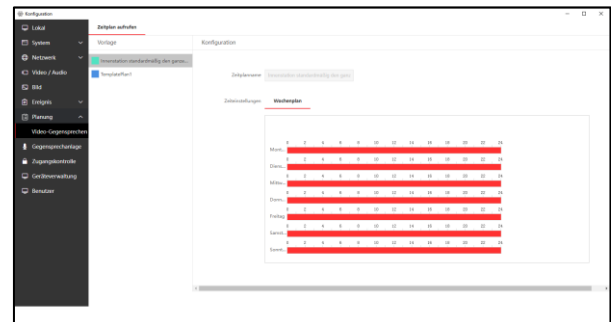 Konfiguration
Lokal
System
Netzwerk
Video / Audio
Bild
Ereignis
Planung
Video-Gegensprechen
Gegensprechanlage
Zugangskontrolle
Geräteverwaltung
Benutzer
Zeitplan aufrufen
Vorlage
Innenstation standardmäßig den ganze...
TemplatePlan1
Konfiguration
Zeitplanname Innenstation standardmäßig den ganz
Zeiteinstellungen Wochenplan
0 2 4 6 8 10 12 14 16 18 20 22 24
Mont...
0 2 4 6 8 10 12 14 16 18 20 22 24
Diens...
0 2 4 6 8 10 12 14 16 18 20 22 24
Mittw...
0 2 4 6 8 10 12 14 16 18 20 22 24
Donn...
0 2 4 6 8 10 12 14 16 18 20 22 24
Freitag
0 2 4 6 8 10 12 14 16 18 20 22 24
Samst...
0 2 4 6 8 10 12 14 16 18 20 22 24
Sonnt...